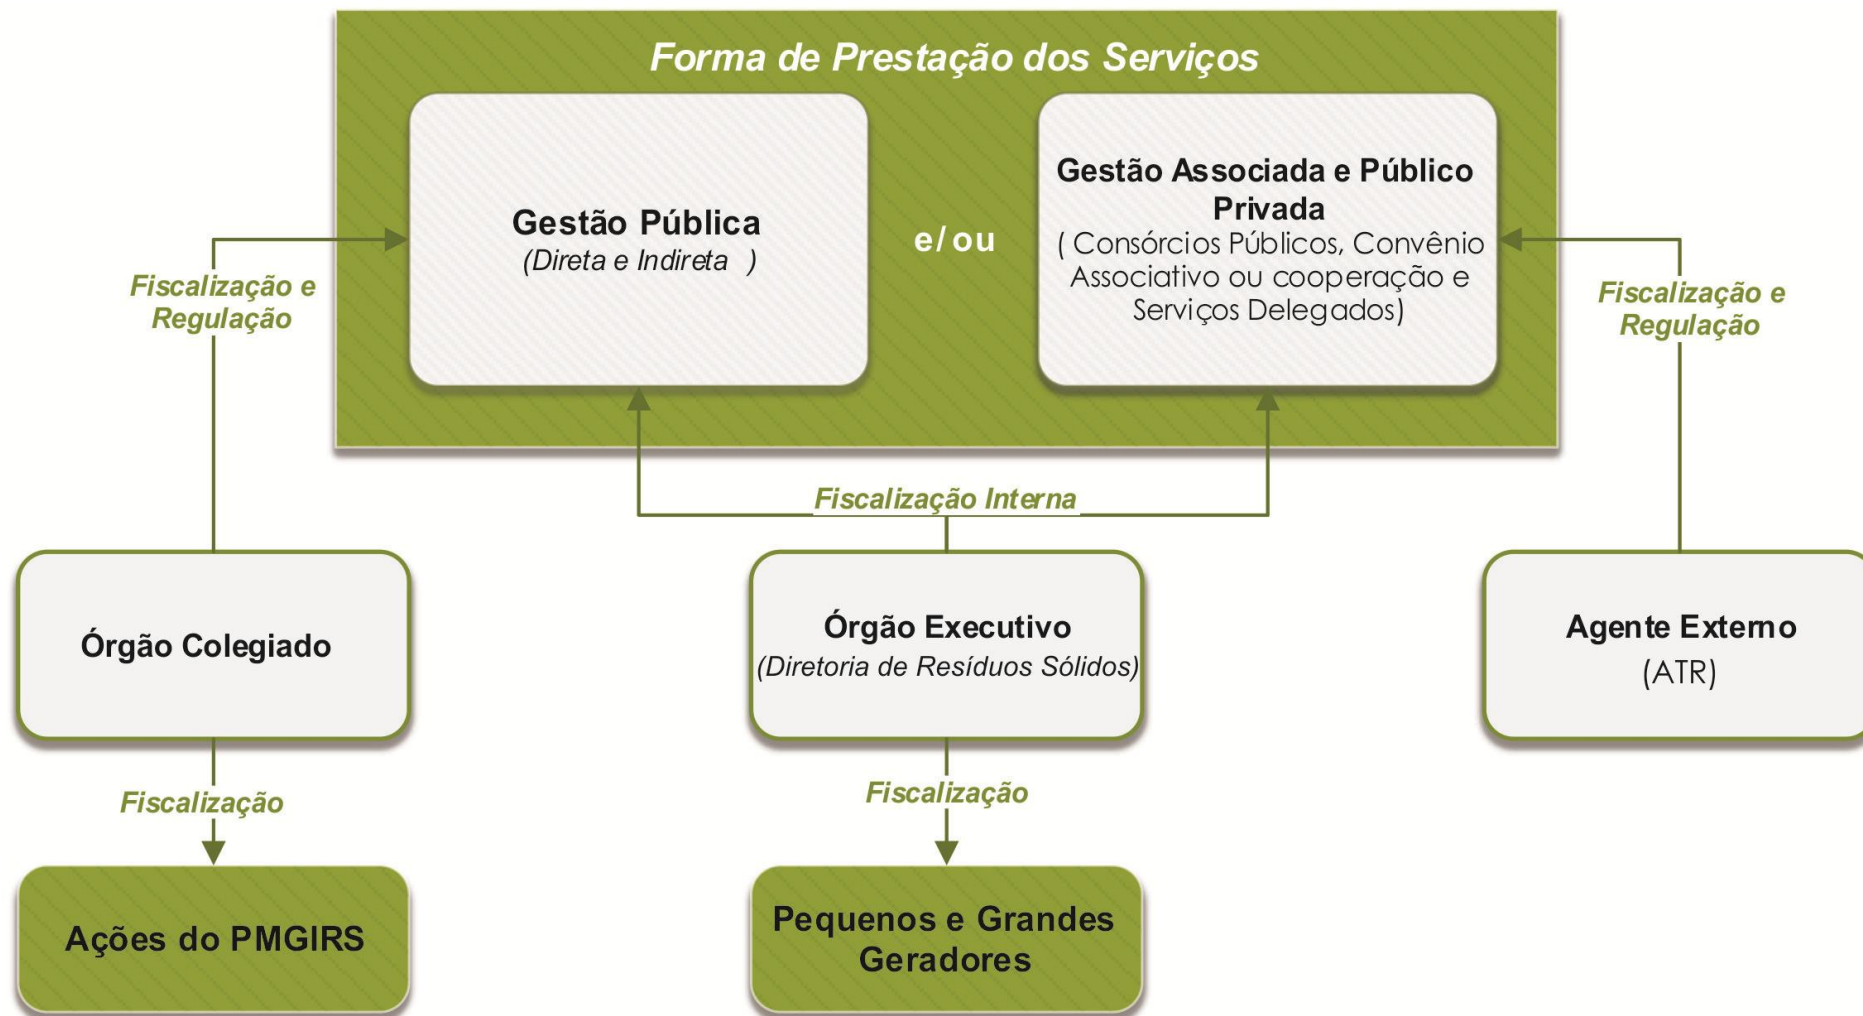 Forma de Prestação dos Serviços
Gestão Pública
(Direta e Indireta )
e/ou
Gestão Associada e Público
Privada
( Consórcios Públicos, Convênio
Associativo ou cooperação e
Serviços Delegados)
Fiscalização e
Regulação
Fiscalização e
Regulação
Fiscalização Interna
Órgão Colegiado
Órgão Executivo
(Diretoria de Resíduos Sólidos)
Agente Externo
(ATR)
Fiscalização
Fiscalização
Ações do PMGIRS
Pequenos e Grandes
Geradores